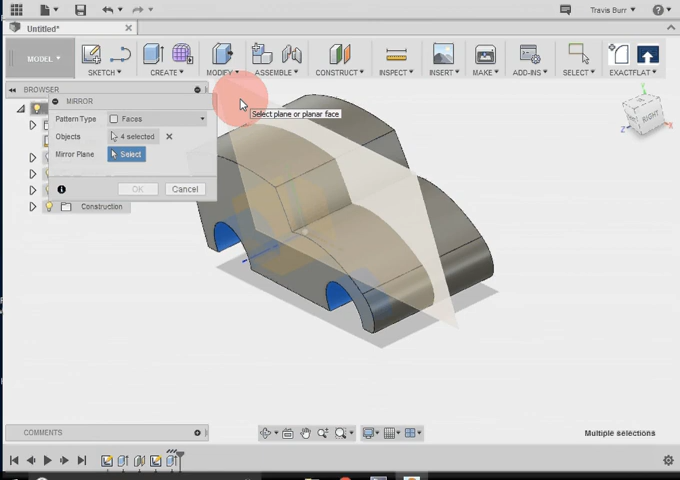 Travis Burr
Untitled*
MODEL
SKETCH
CREATE
MODIFY
ASSEMBLE
CONSTRUCT
INSPECT
INSERT
MAKE
ADD-INS
SELECT
EXACTFLAT
BROWSER
MIRROR
Pattern Type
Faces
Select plane or planar face
Objects
4 selected
Mirror Plane
Select
OK
Cancel
Construction
Y
Z
X
RIGHT
COMMENTS
Multiple selections